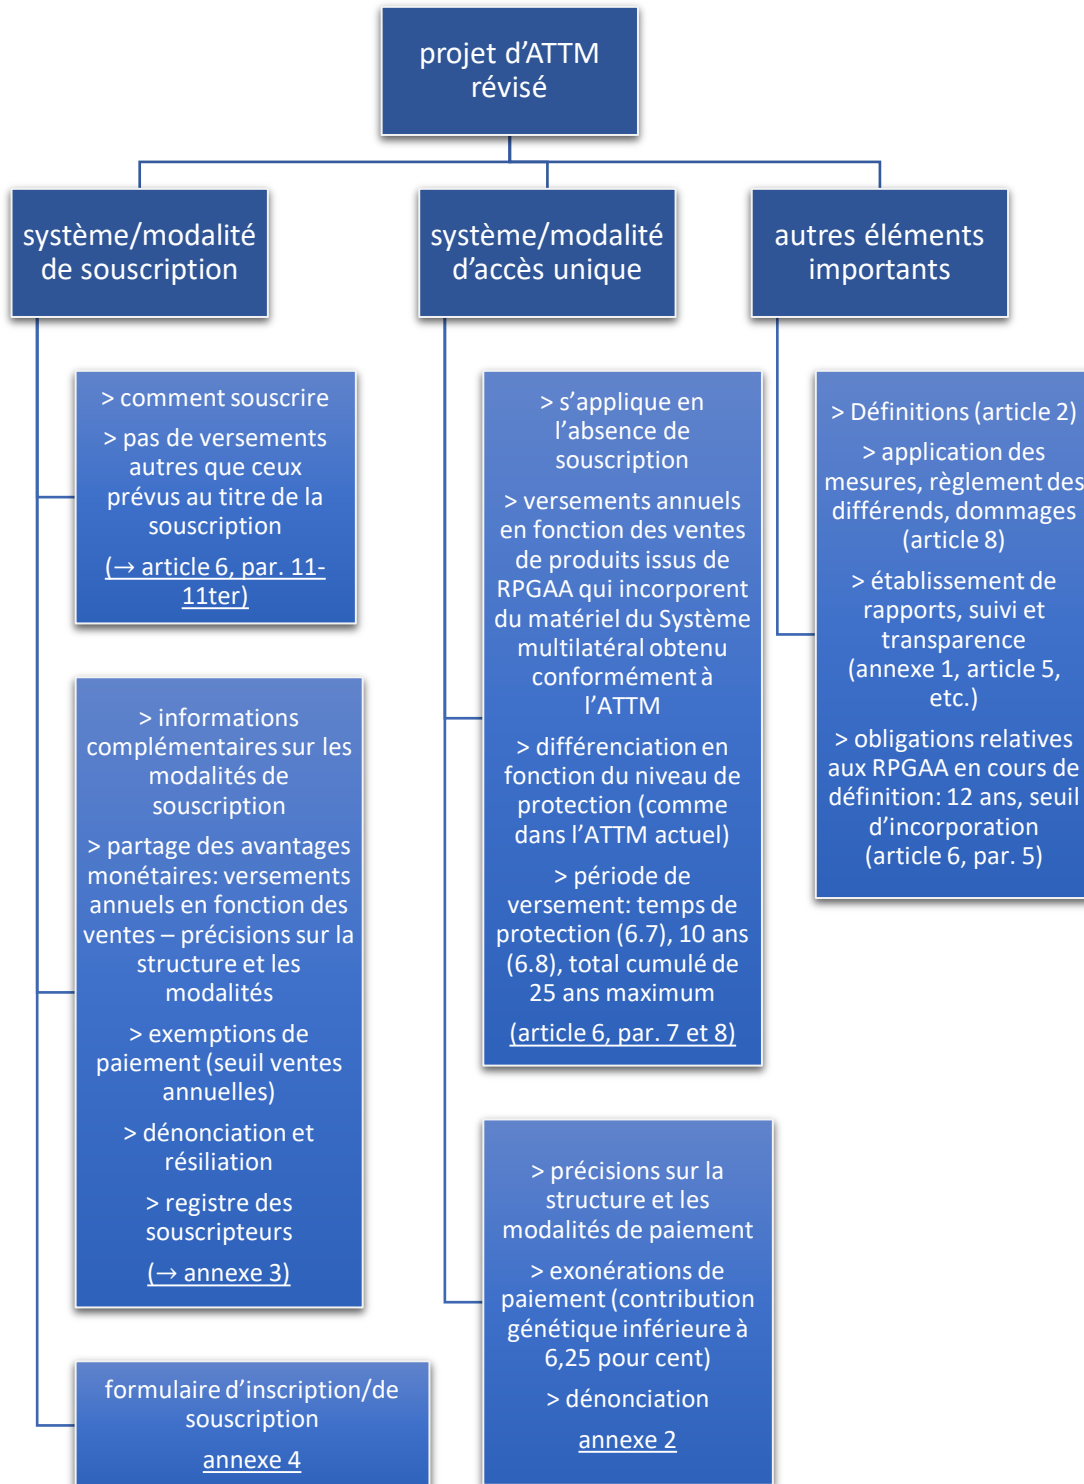 projet d’ATTM
révisé
système/modalité
de souscription
> comment souscrire
> pas de versements
autres que ceux
prévus au titre de la
souscription
(→ article 6, par. 11-
11ter)
> informations
complémentaires sur les
modalités de
souscription
> partage des avantages
monétaires: versements
annuels en fonction des
ventes – précisions sur la
structure et les
modalités
> exemptions de
paiement (seuil ventes
annuelles)
> dénonciation et
résiliation
> registre des
souscripteurs
(→ annexe 3)
formulaire d’inscription/de
souscription
annexe 4
système/modalité
d’accès unique
> s’applique en
l’absence de
souscription
> versements annuels
en fonction des ventes
de produits issus de
RPGAA qui incorporent
du matériel du Système
multilatéral obtenu
conformément à
l’ATTM
> différenciation en
fonction du niveau de
protection (comme
dans l’ATTM actuel)
> période de
versement: temps de
protection (6.7), 10 ans
(6.8), total cumulé de
25 ans maximum
(article 6, par. 7 et 8)
> précisions sur la
structure et les
modalités de paiement
> exonérations de
paiement (contribution
génétique inférieure à
6,25 pour cent)
> dénonciation
annexe 2
autres éléments
importants
> Définitions (article 2)
> application des
mesures, règlement des
différends, dommages
(article 8)
> établissement de
rapports, suivi et
transparence
(annexe 1, article 5,
etc.)
> obligations relatives
aux RPGAA en cours de
définition: 12 ans, seuil
d’incorporation
(article 6, par. 5)